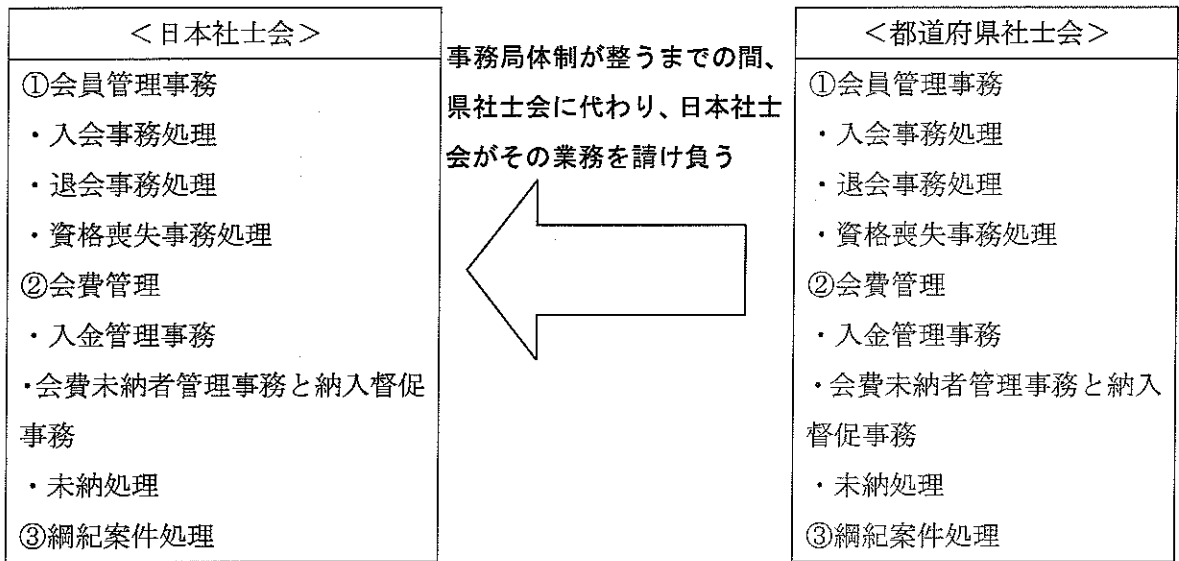 ＜日本社士会＞
①会員管理事務
・入会事務処理
・退会事務処理
・資格喪失事務処理
②会費管理
・入金管理事務
・会費未納者管理事務と納入督促
事務
・未納処理
③綱紀案件処理
事務局体制が整うまでの間、
県社士会に代わり、日本社士
会がその業務を請け負う
＜都道府県社士会＞
①会員管理事務
・入会事務処理
・退会事務処理
・資格喪失事務処理
②会費管理
・入金管理事務
・会費未納者管理事務と納入
督促事務
・未納処理
③綱紀案件処理